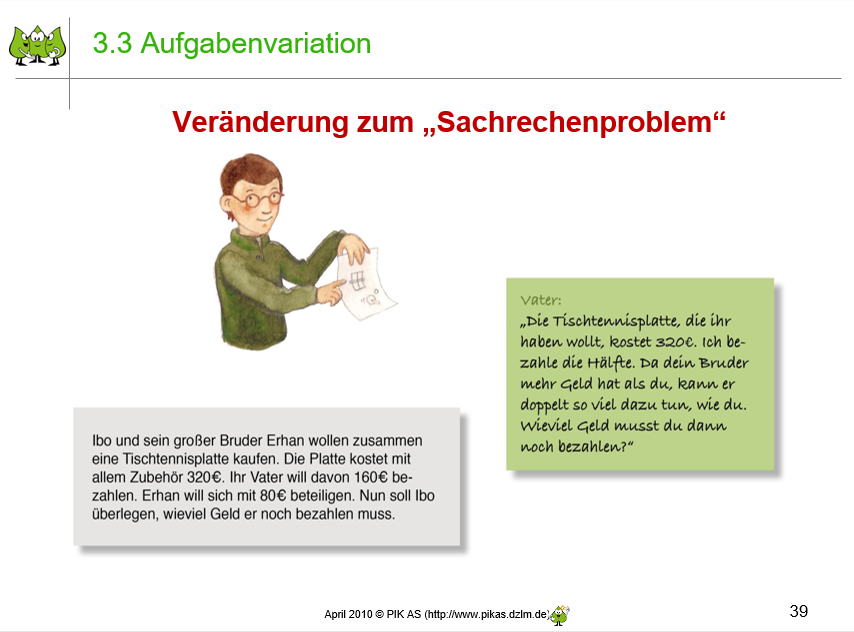 3.3 Aufgabenvariation
Veränderung zum „Sachrechenproblem“
Vater:
„Die Tischtennisplatte, die ihr
haben wollt, kostet 320€. Ich be-
zahle die Hälfte. Da dein Bruder
mehr Geld hat als du, kann er
doppelt so viel dazu tun, wie du.
Wieviel Geld musst du dann
noch bezahlen?“
Ibo und sein großer Bruder Erhan wollen zusammen
eine Tischtennisplatte kaufen. Die Platte kostet mit
allem Zubehör 320€. Ihr Vater will davon 160€ be-
zahlen. Erhan will sich mit 80€ beteiligen. Nun soll Ibo
überlegen, wieviel Geld er noch bezahlen muss.
April 2010 © PIK AS (http://www.pikas.dzlm.de)
39